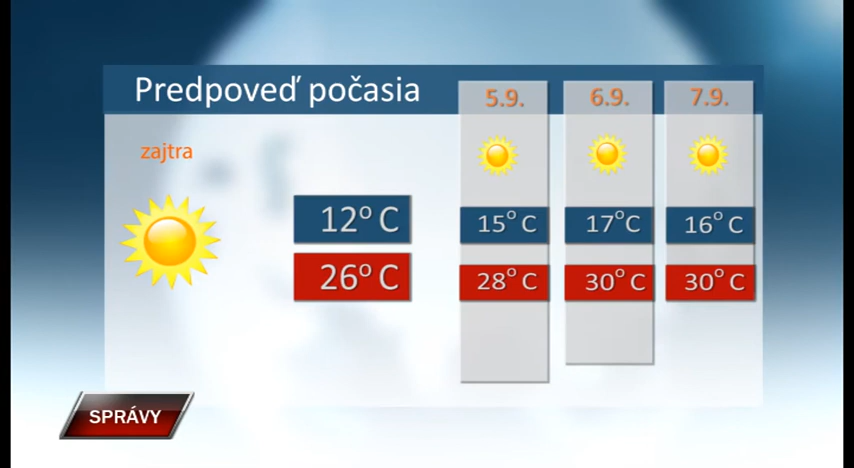 Predpoveď počasia
zajtra
12° C
26° C
5.9.
15° C
28° C
6.9.
17°C
30° C
7.9.
16° C
30° C
SPRÁVY